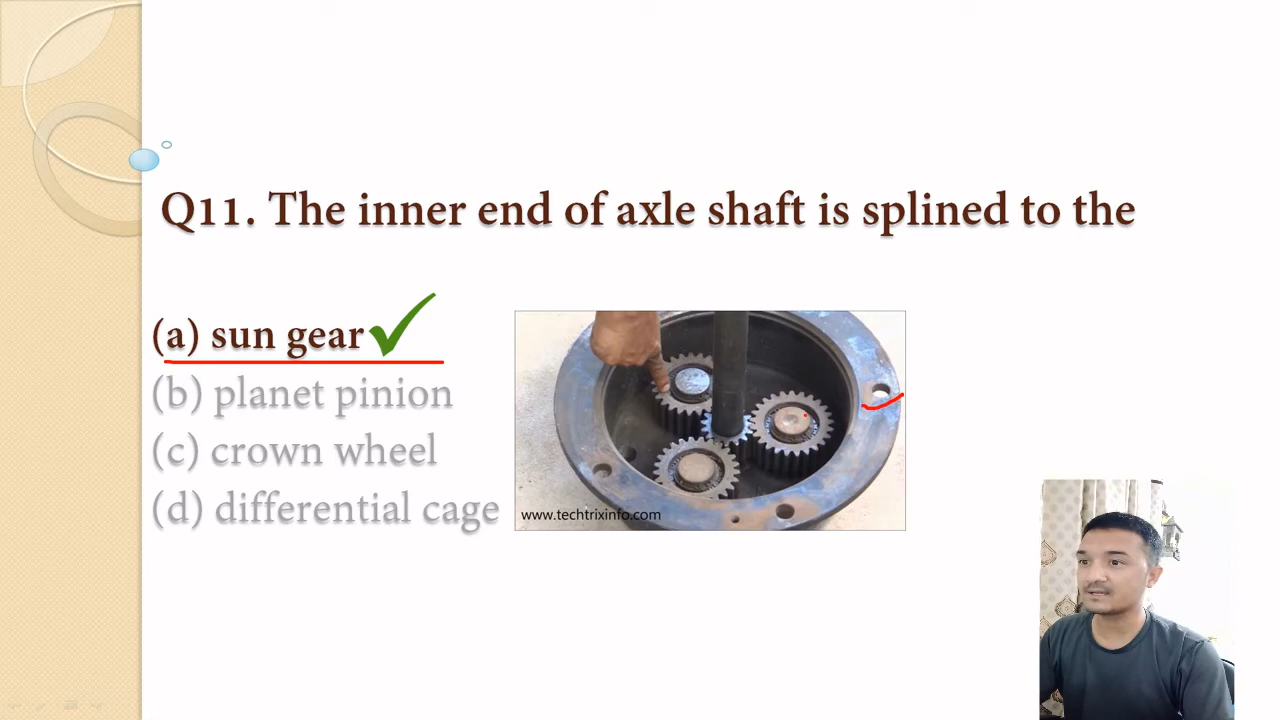 Q11. The inner end of axle shaft is splined to the
(a) sun gear
(b) planet pinion
(c) crown wheel
(d) differential cage
www.techtrixinfo.com